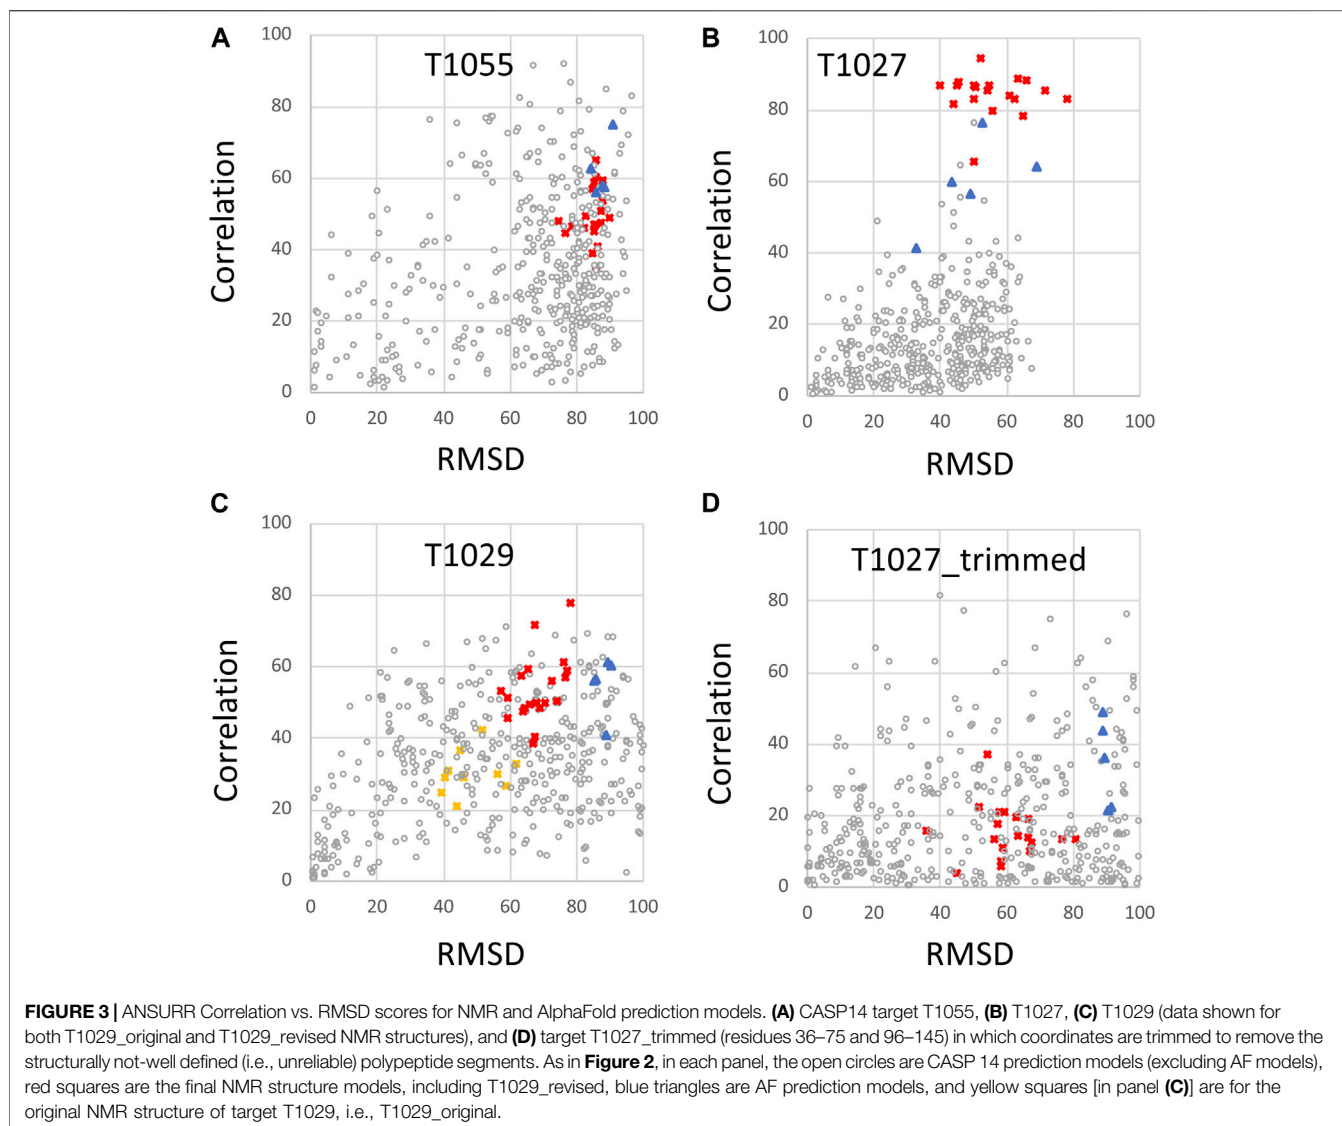 A
T1055
100
80
60
40
20
0
0 20 40 60 80 100
Correlation
RMSD
B
T1027
100
80
60
40
20
0
0 20 40 60 80 100
Correlation
RMSD
C
T1029
100
80
60
40
20
0
0 20 40 60 80 100
Correlation
RMSD
D
T1027_trimmed
100
80
60
40
20
0
0 20 40 60 80 100
Correlation
RMSD
FIGURE 3 | ANSURR Correlation vs. RMSD scores for NMR and AlphaFold prediction models. (A) CASP14 target T1055, (B) T1027, (C) T1029 (data shown for
both T1029_original and T1029_revised NMR structures), and (D) target T1027_trimmed (residues 36–75 and 96–145) in which coordinates are trimmed to remove the
structurally not-well defined (i.e., unreliable) polypeptide segments. As in Figure 2, in each panel, the open circles are CASP 14 prediction models (excluding AF models),
red squares are the final NMR structure models, including T1029_revised, blue triangles are AF prediction models, and yellow squares [in panel (C)] are for the
original NMR structure of target T1029, i.e., T1029_original.